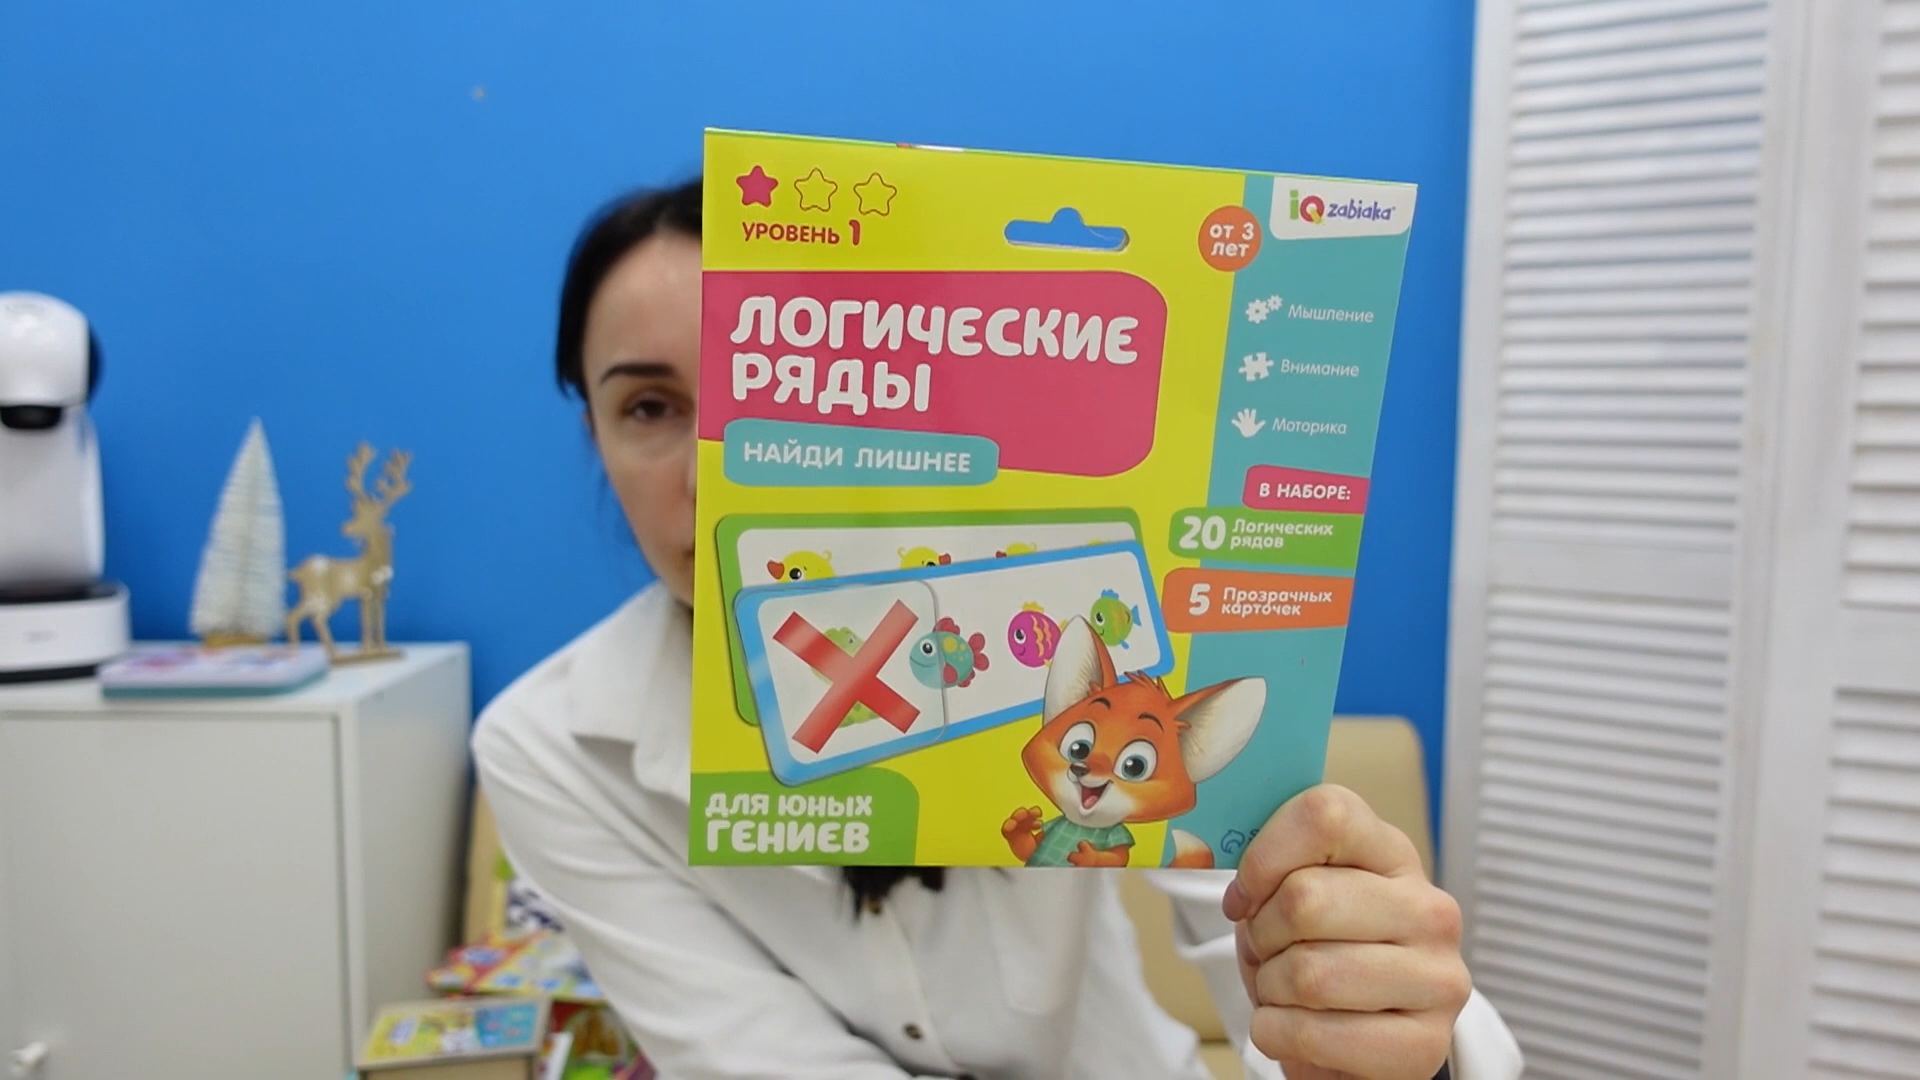 УРОВЕНЬ 1
от 3
лет
iQ zabiaka
Мышление
Внимание
Моторика
ЛОГИЧЕСКИЕ
РЯДЫ
НАЙДИ ЛИШНЕЕ
В НАБОРЕ:
20 Логических
рядов
5 Прозрачных
карточек
ДЛЯ ЮНЫХ
ГЕНИЕВ